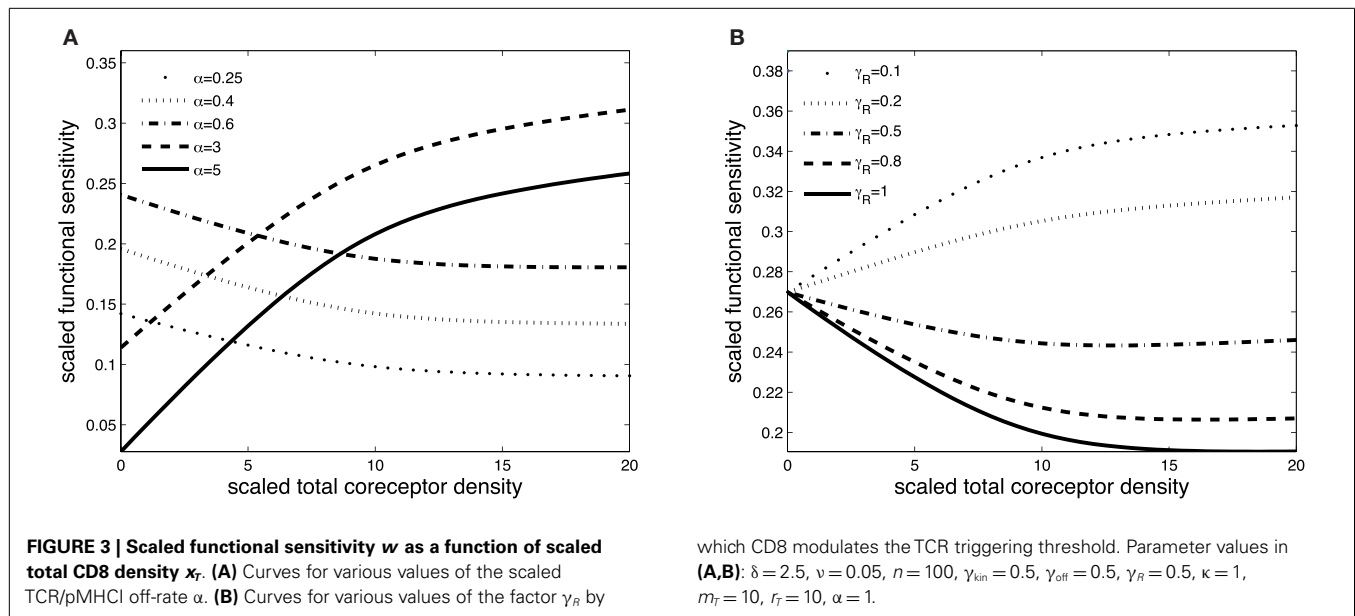 A
0.35
0.3
0.25
0.2
0.15
0.1
0.05
scaled functional sensitivity
α=0.25
α=0.4
α=0.6
α=3
α=5
0 5 10 15 20
scaled total coreceptor density
B
0.38
0.36
0.34
0.32
0.3
0.28
0.26
0.24
0.22
0.2
scaled functional sensitivity
γR=0.1
γR=0.2
γR=0.5
γR=0.8
γR=1
0 5 10 15 20
scaled total coreceptor density
FIGURE 3 | Scaled functional sensitivity w as a function of scaled
total CD8 density xT. (A) Curves for various values of the scaled
TCR/pMHCI off-rate α. (B) Curves for various values of the factor γR by
which CD8 modulates the TCR triggering threshold. Parameter values in
(A,B): δ = 2.5, ν = 0.05, n = 100, γkin = 0.5, γoff = 0.5, γR = 0.5, κ = 1,
mT = 10, rT = 10, α = 1.